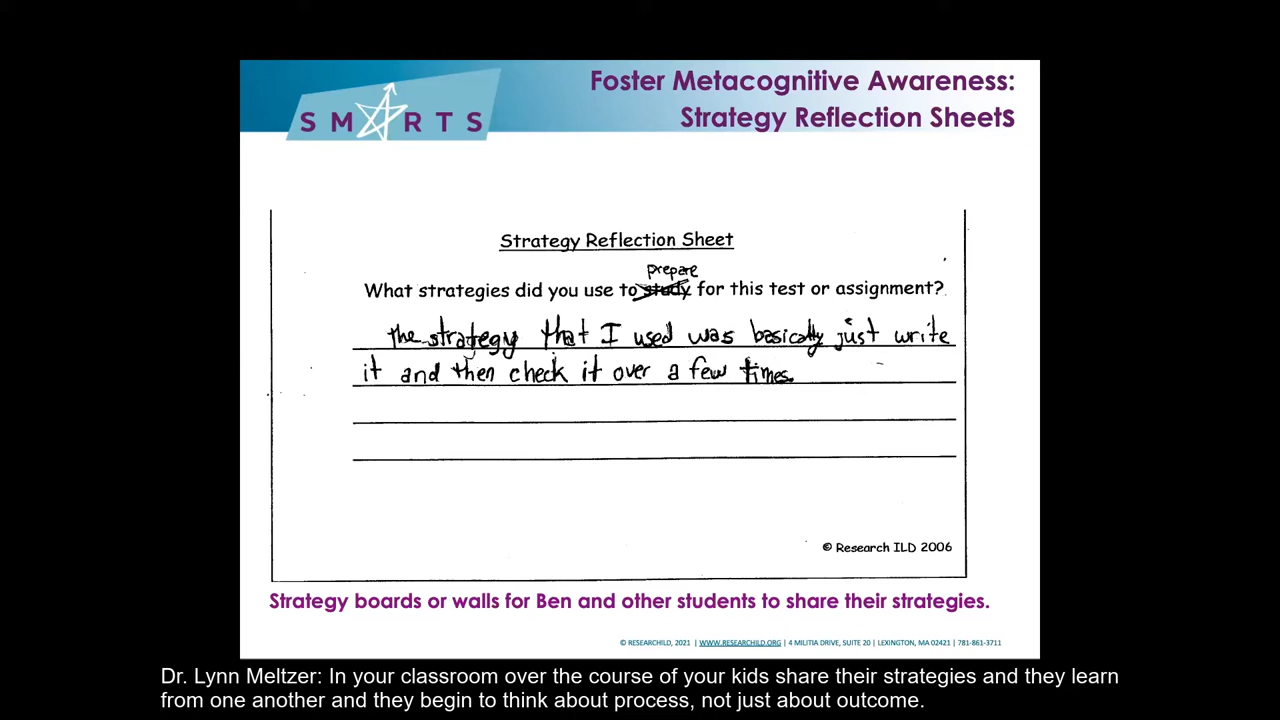 Foster Metacognitive Awareness:
Strategy Reflection Sheets
SMARTS
Strategy Reflection Sheet
prepare
What strategies did you use to study for this test or assignment?
the strategy that I used was basically just write
it and then check it over a few times.
© Research ILD 2006
Strategy boards or walls for Ben and other students to share their strategies.
© RESEARCHILD, 2021 | WWW.RESEARCHILD.ORG | 4 MILITIA DRIVE, SUITE 20 | LEXINGTON, MA 02421 | 781-861-3711
Dr. Lynn Meltzer: In your classroom over the course of your kids share their strategies and they learn
from one another and they begin to think about process, not just about outcome.